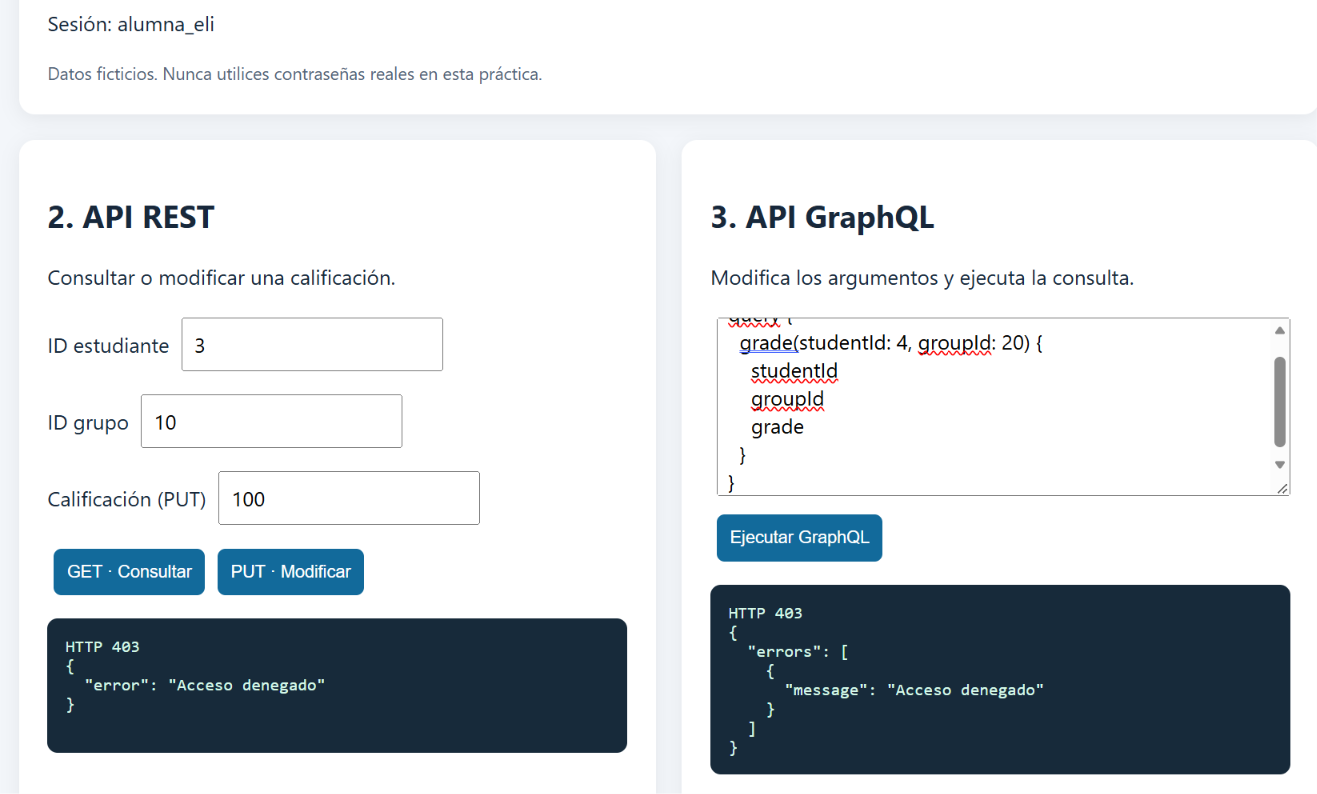 Sesión: alumna_eli
Datos ficticios. Nunca utilices contraseñas reales en esta práctica.
2. API REST
Consultar o modificar una calificación.
ID estudiante 3
ID grupo 10
Calificación (PUT) 100
GET · Consultar PUT · Modificar
HTTP 403
{
"error": "Acceso denegado"
}
3. API GraphQL
Modifica los argumentos y ejecuta la consulta.
query {
grade(studentId: 4, groupId: 20) {
studentId
groupId
grade
}
}
Ejecutar GraphQL
HTTP 403
{
"errors": [
{
"message": "Acceso denegado"
}
]
}